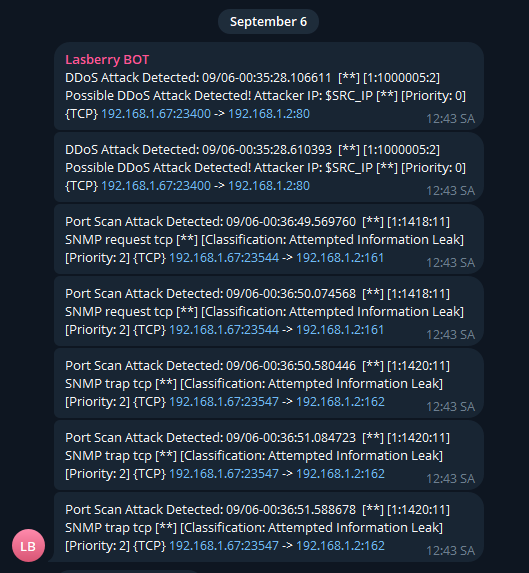 September 6
Lasberry BOT
DDoS Attack Detected: 09/06-00:35:28.106611 [**] [1:1000005:2]
Possible DDoS Attack Detected! Attacker IP: $SRC_IP [**] [Priority: 0]
{TCP} 192.168.1.67:23400 -> 192.168.1.2:80
12:43 SA
DDoS Attack Detected: 09/06-00:35:28.610393 [**] [1:1000005:2]
Possible DDoS Attack Detected! Attacker IP: $SRC_IP [**] [Priority: 0]
{TCP} 192.168.1.67:23400 -> 192.168.1.2:80
12:43 SA
Port Scan Attack Detected: 09/06-00:36:49.569760 [**] [1:1418:11]
SNMP request tcp [**] [Classification: Attempted Information Leak]
[Priority: 2] {TCP} 192.168.1.67:23544 -> 192.168.1.2:161
12:43 SA
Port Scan Attack Detected: 09/06-00:36:50.074568 [**] [1:1418:11]
SNMP request tcp [**] [Classification: Attempted Information Leak]
[Priority: 2] {TCP} 192.168.1.67:23544 -> 192.168.1.2:161
12:43 SA
Port Scan Attack Detected: 09/06-00:36:50.580446 [**] [1:1420:11]
SNMP trap tcp [**] [Classification: Attempted Information Leak]
[Priority: 2] {TCP} 192.168.1.67:23547 -> 192.168.1.2:162
12:43 SA
Port Scan Attack Detected: 09/06-00:36:51.084723 [**] [1:1420:11]
SNMP trap tcp [**] [Classification: Attempted Information Leak]
[Priority: 2] {TCP} 192.168.1.67:23547 -> 192.168.1.2:162
12:43 SA
Port Scan Attack Detected: 09/06-00:36:51.588678 [**] [1:1420:11]
SNMP trap tcp [**] [Classification: Attempted Information Leak]
[Priority: 2] {TCP} 192.168.1.67:23547 -> 192.168.1.2:162
12:43 SA
LB